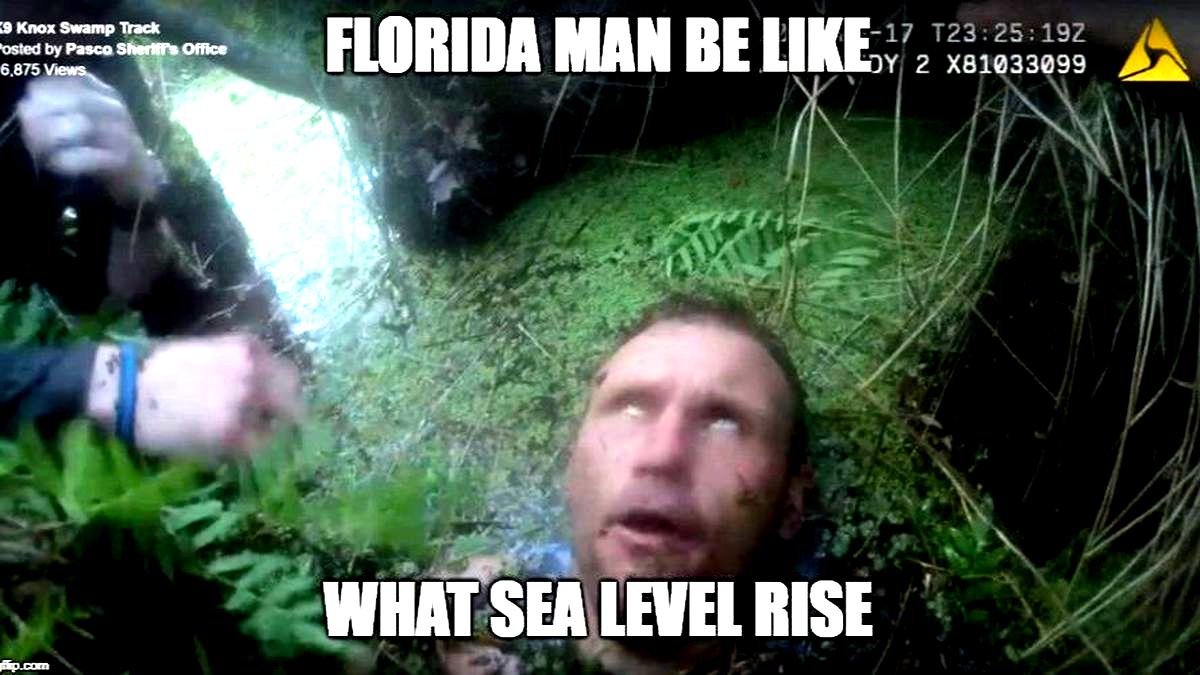 K9 Knox Swamp Track
Posted by Pasco Sheriff's Office
6,875 Views
FLORIDA MAN BE LIKE
-17 T23:25:19Z
DY 2 X81033099
WHAT SEA LEVEL RISE
imgflip.com